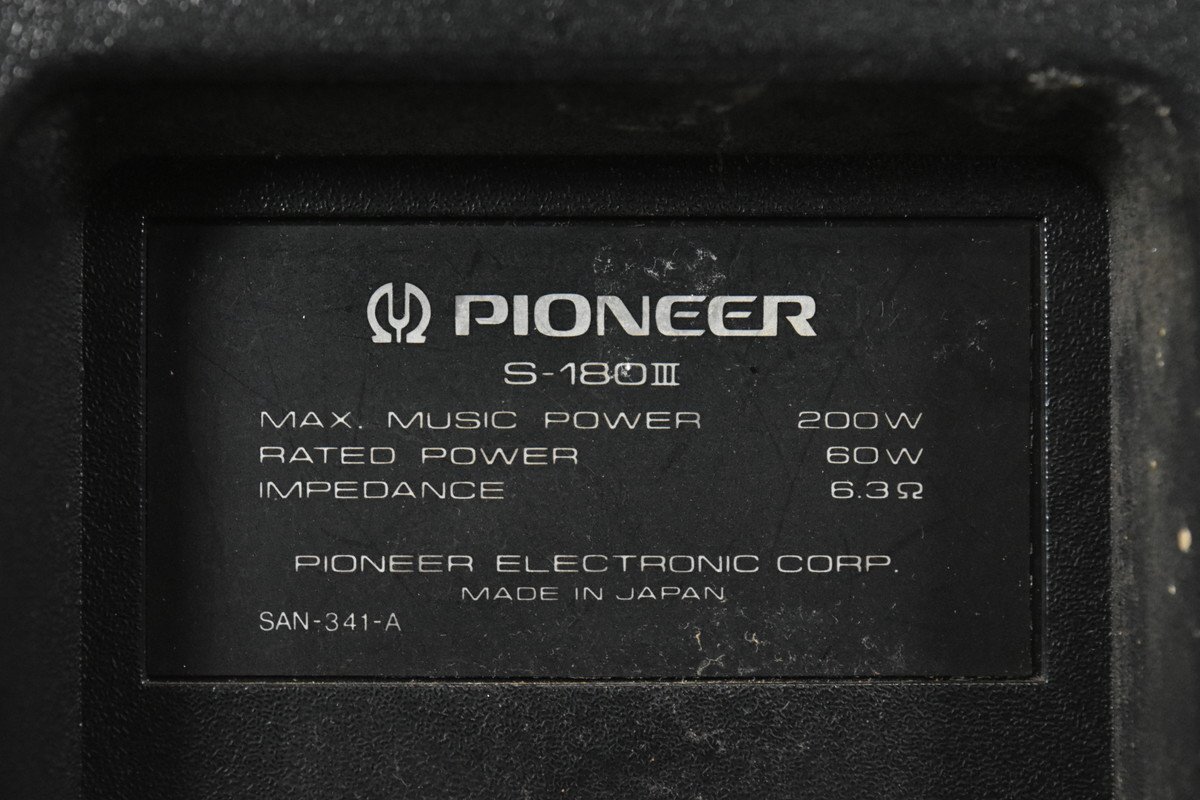 PIONEER
S-180III
MAX. MUSIC POWER 200W
RATED POWER 60W
IMPEDANCE 6.3Ω
PIONEER ELECTRONIC CORP.
MADE IN JAPAN
SAN-341-A